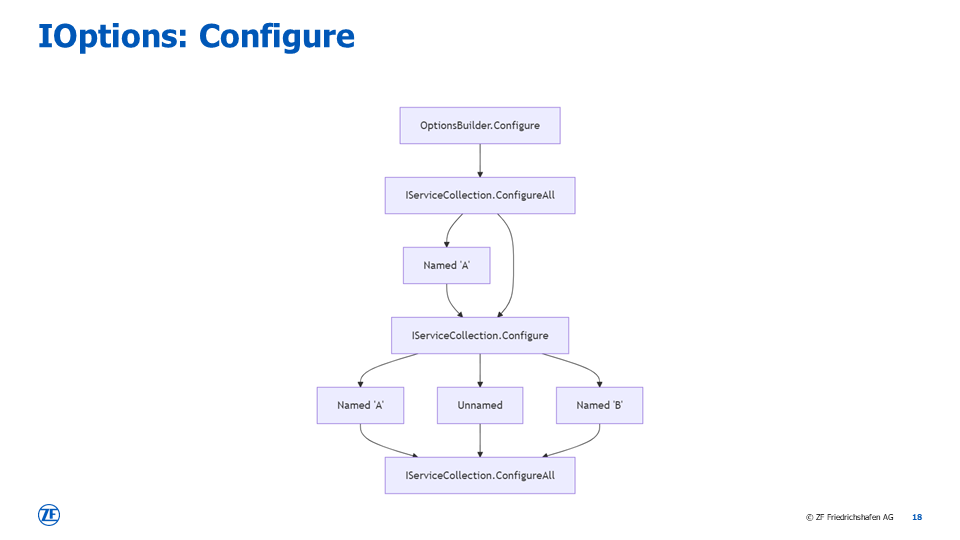 IOptions: Configure
OptionsBuilder.Configure
IServiceCollection.ConfigureAll
Named 'A'
IServiceCollection.Configure
Named 'A'
Unnamed
Named 'B'
IServiceCollection.ConfigureAll
ZF
© ZF Friedrichshafen AG
18